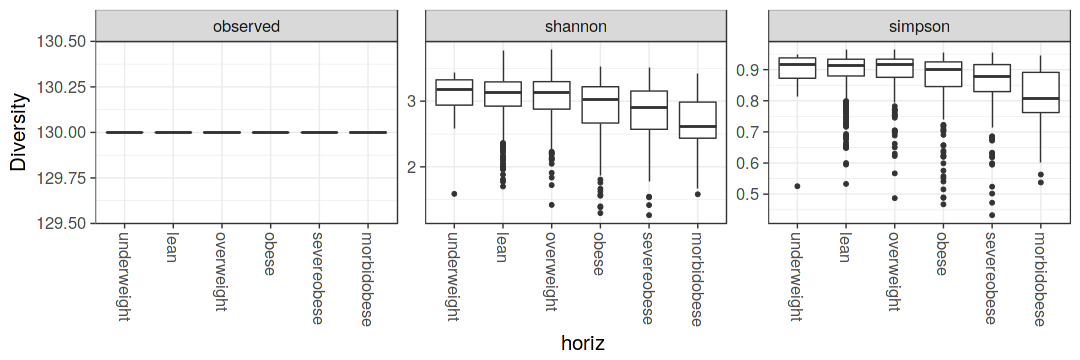 observed
shannon
simpson
Diversity
130.50
130.25
130.00
129.75
129.50
3
2
0.9
0.8
0.7
0.6
0.5
underweight
lean
overweight
obese
severeobese
morbidobese
underweight
lean
overweight
obese
severeobese
morbidobese
underweight
lean
overweight
obese
severeobese
morbidobese
horiz